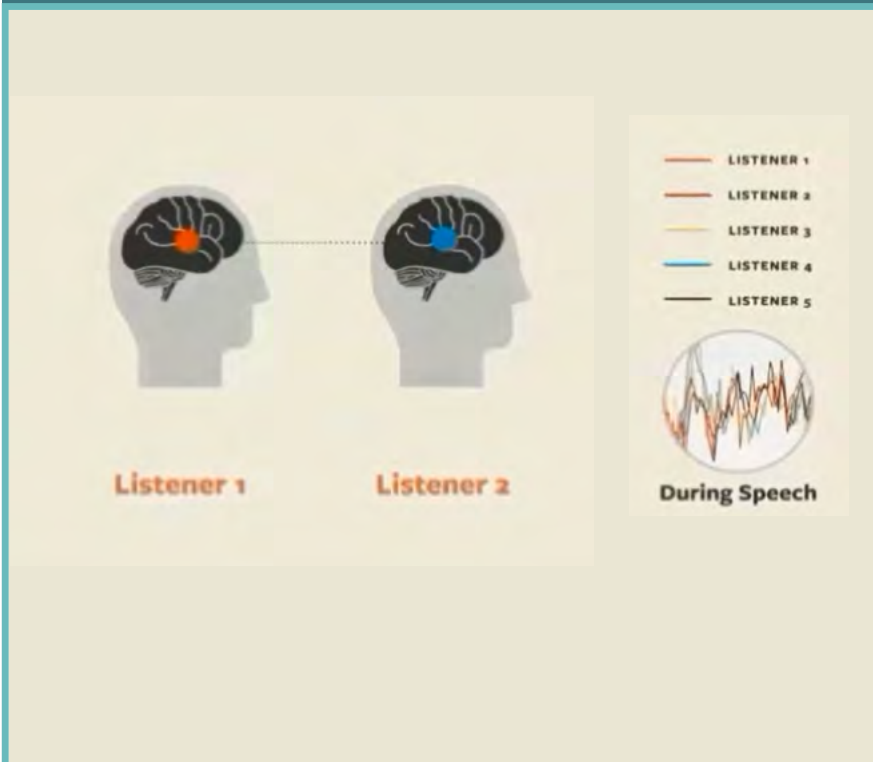 Listener 1
Listener 2
LISTENER 1
LISTENER 2
LISTENER 3
LISTENER 4
LISTENER 5
During Speech